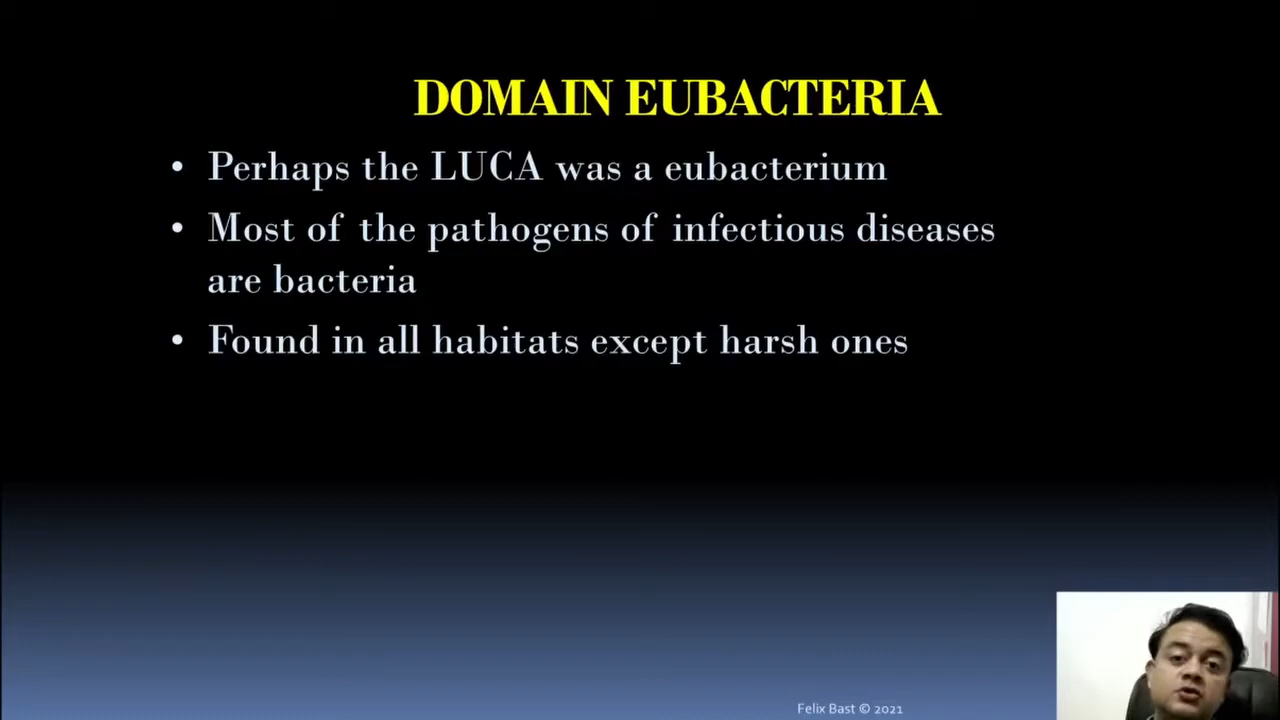 DOMAIN EUBACTERIA
• Perhaps the LUCA was a eubacterium
• Most of the pathogens of infectious diseases
are bacteria
• Found in all habitats except harsh ones
Felix Bast © 2021